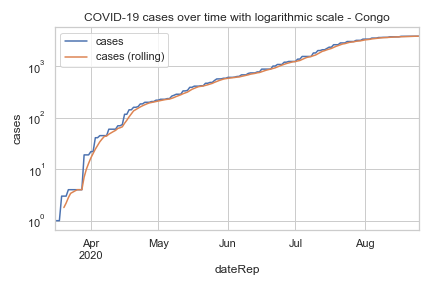 COVID-19 cases over time with logarithmic scale - Congo
cases
cases (rolling)
10³
10²
10¹
10⁰
cases
Apr
2020
May
Jun
Jul
Aug
dateRep